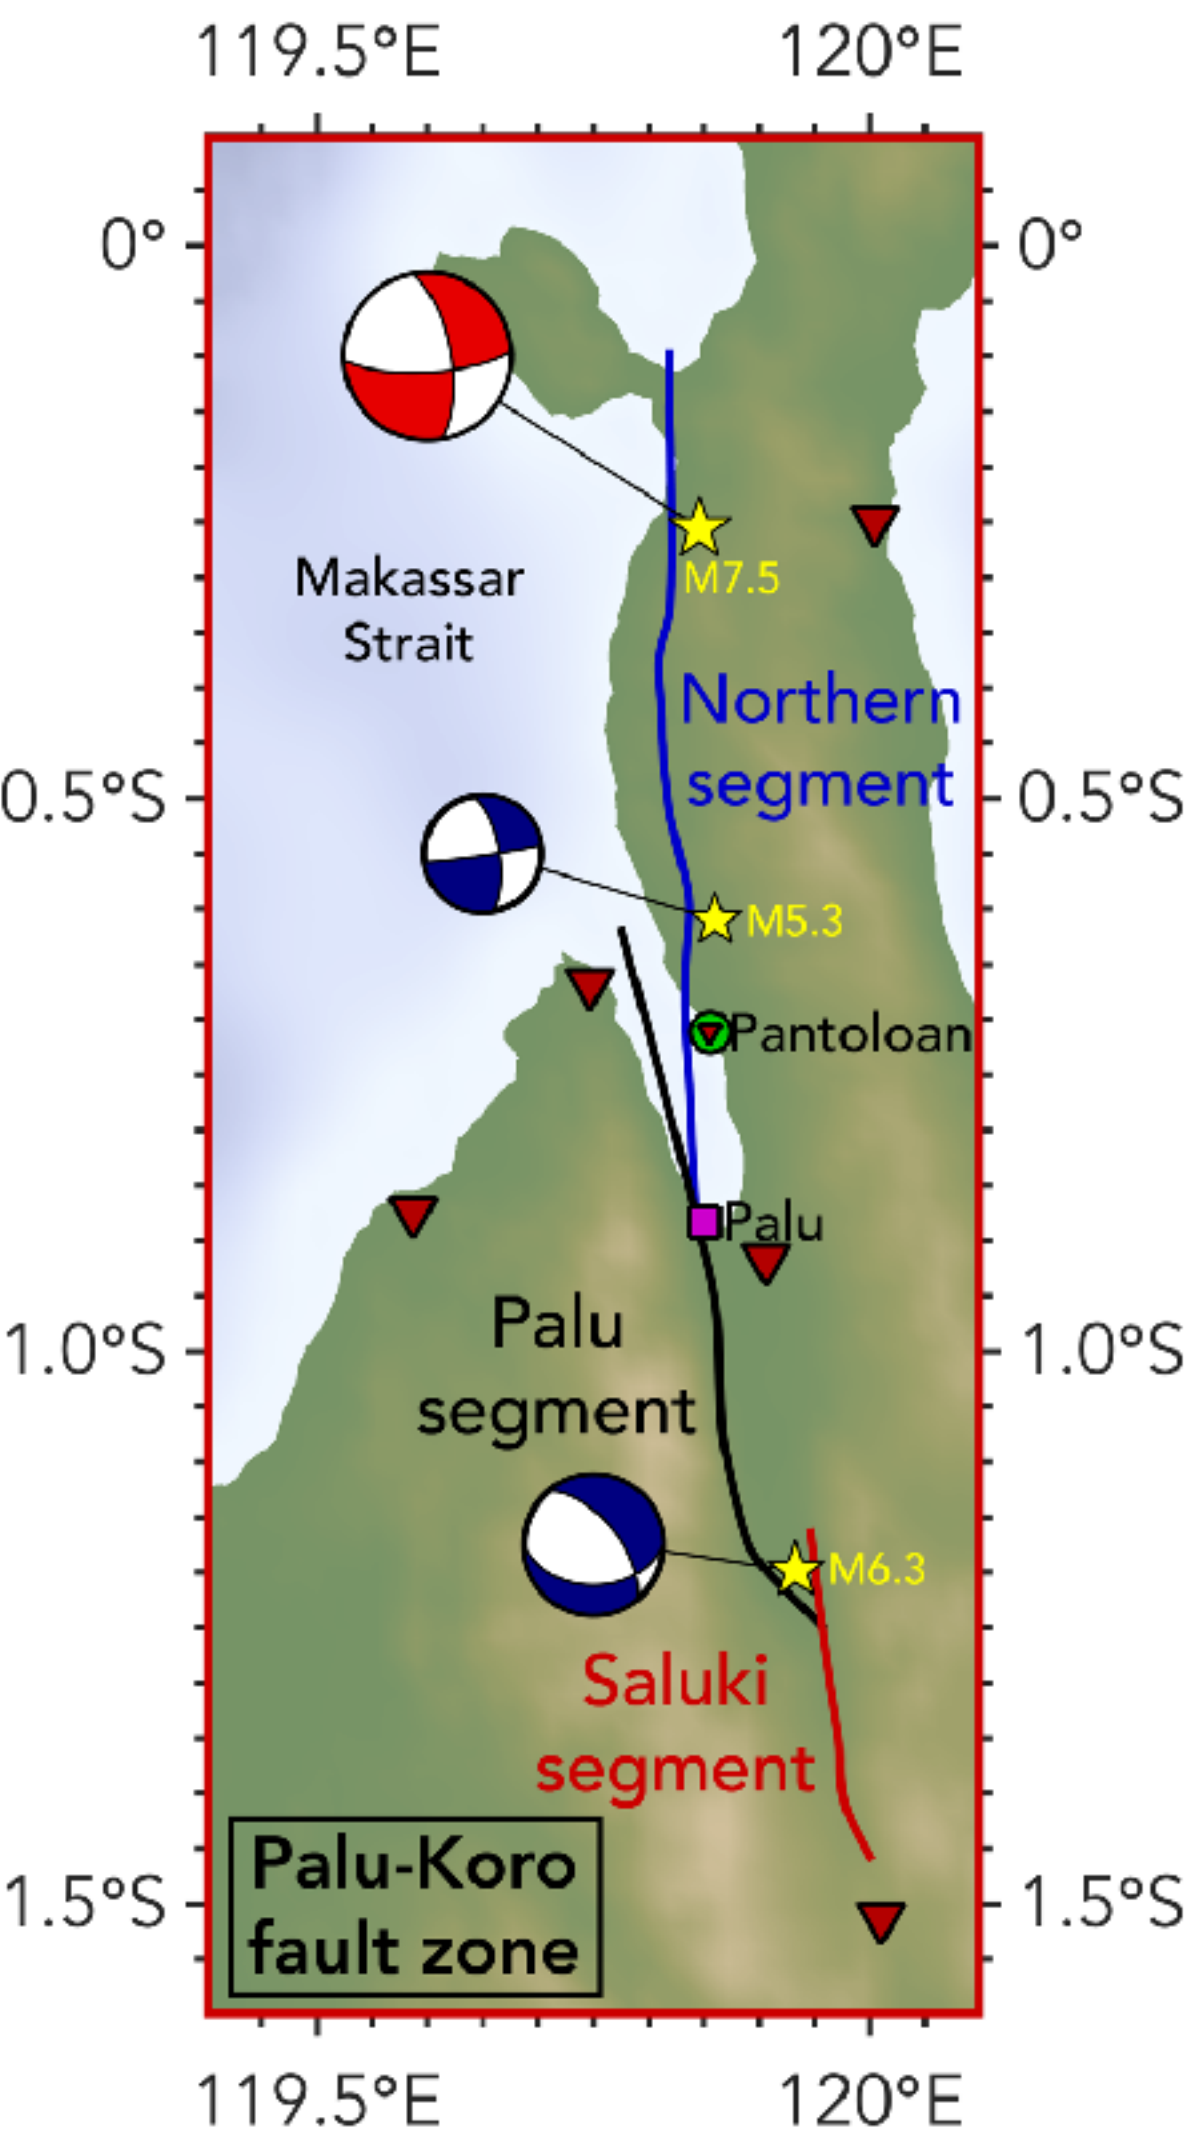 119.5°E 120°E
0° 0°
M7.5
Makassar
Strait
Northern
segment
0.5°S 0.5°S
M5.3
Pantoloan
Palu
Palu
segment
1.0°S 1.0°S
M6.3
Saluki
segment
Palu-Koro
fault zone
1.5°S 1.5°S
119.5°E 120°E